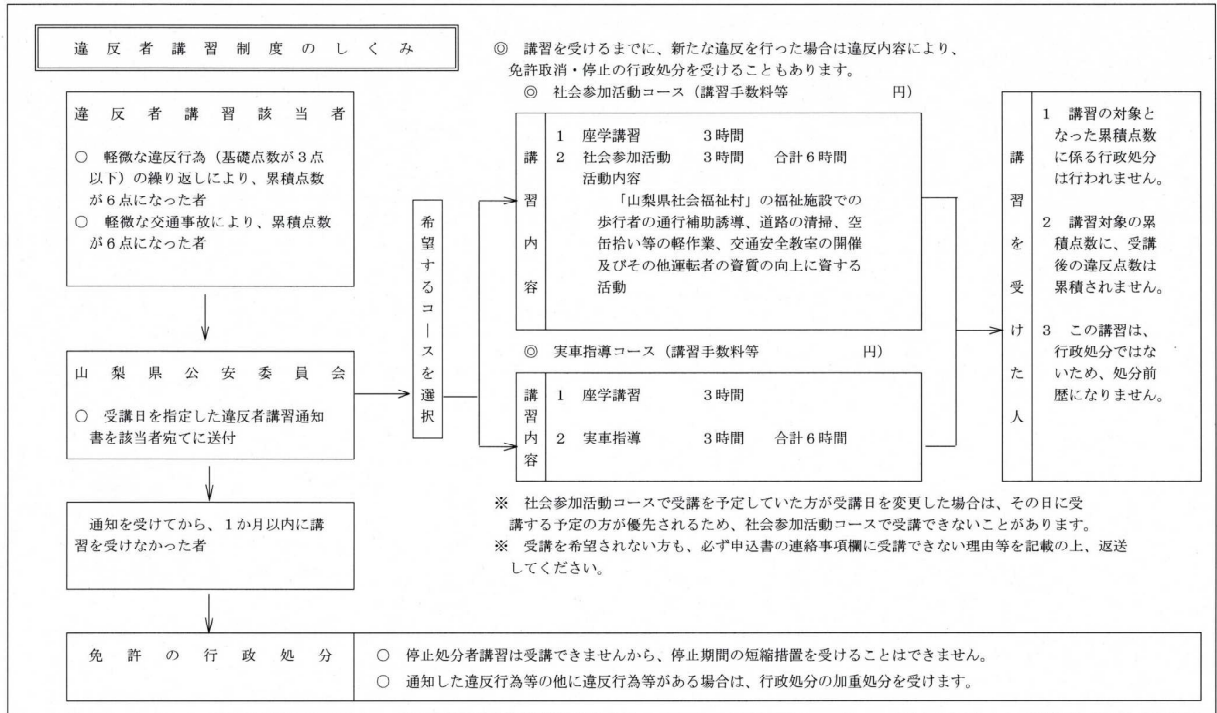 違反者講習制度のしくみ
違反者講習該当者
○ 軽微な違反行為（基礎点数が３点
以下）の繰り返しにより、累積点数
が６点になった者
○ 軽微な交通事故により、累積点数
が６点になった者
山梨県公安委員会
○ 受講日を指定した違反者講習通知
書を該当者宛てに送付
通知を受けてから、１か月以内に講
習を受けなかった者
希望するコースを選択
◎ 講習を受けるまでに、新たな違反を行った場合は違反内容により、
免許取消・停止の行政処分を受けることもあります。
◎ 社会参加活動コース（講習手数料等　　　　　円）
講習内容
１ 座学講習　　３時間
２ 社会参加活動　　３時間　　合計６時間
活動内容
「山梨県社会福祉村」の福祉施設での
歩行者の通行補助誘導、道路の清掃、空
缶拾い等の軽作業、交通安全教室の開催
及びその他運転者の資質の向上に資する
活動
◎ 実車指導コース（講習手数料等　　　　　円）
講習内容
１ 座学講習　　３時間
２ 実車指導　　３時間　　合計６時間
※ 社会参加活動コースで受講を予定していた方が受講日を変更した場合は、その日に受
講する予定の方が優先されるため、社会参加活動コースで受講できないことがあります。
※ 受講を希望されない方も、必ず申込書の連絡事項欄に受講できない理由等を記載の上、返送
してください。
講習を受けた人
１ 講習の対象と
なった累積点数
に係る行政処分
は行われません。
２ 講習対象の累
積点数に、受講
後の違反点数は
累積されません。
３ この講習は、
行政処分ではな
いため、処分前
歴になりません。
免許の行政処分
○ 停止処分者講習は受講できませんから、停止期間の短縮措置を受けることはできません。
○ 通知した違反行為等の他に違反行為等がある場合は、行政処分の加重処分を受けます。